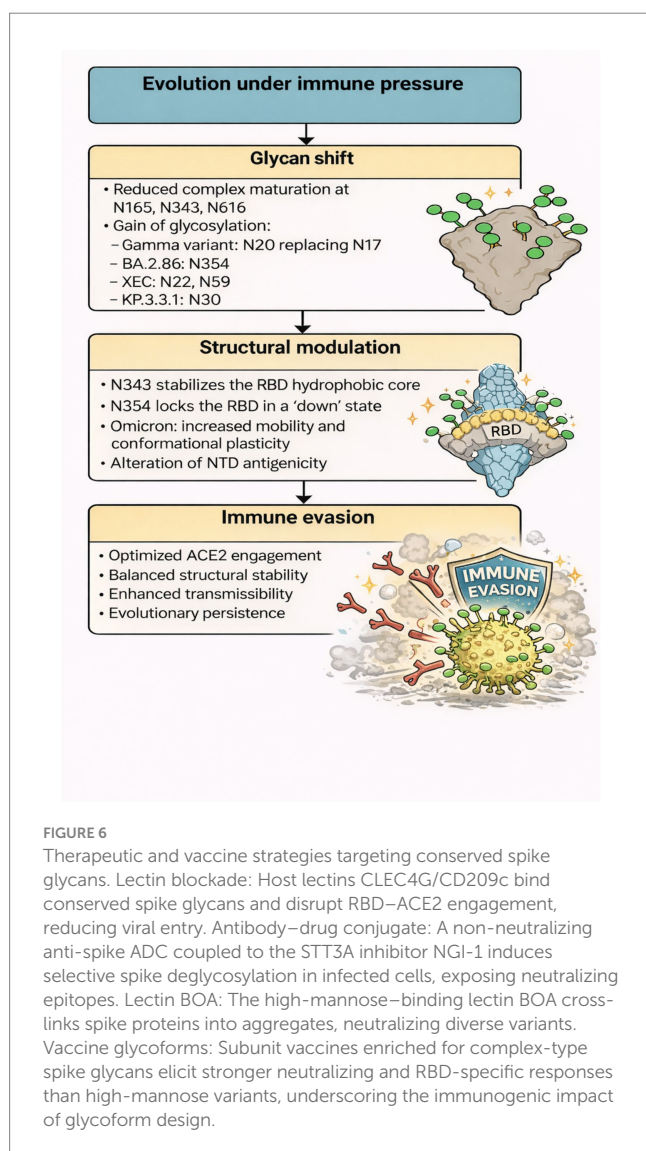 Evolution under immune pressure
Glycan shift
• Reduced complex maturation at
N165, N343, N616
• Gain of glycosylation:
– Gamma variant: N20 replacing N17
– BA.2.86: N354
– XEC: N22, N59
– KP.3.3.1: N30
Structural modulation
• N343 stabilizes the RBD hydrophobic core
• N354 locks the RBD in a ‘down’ state
• Omicron: increased mobility and
conformational plasticity
• Alteration of NTD antigenicity
RBD
Immune evasion
• Optimized ACE2 engagement
• Balanced structural stability
• Enhanced transmissibility
• Evolutionary persistence
IMMUNE
EVASION
FIGURE 6
Therapeutic and vaccine strategies targeting conserved spike
glycans. Lectin blockade: Host lectins CLEC4G/CD209c bind
conserved spike glycans and disrupt RBD–ACE2 engagement,
reducing viral entry. Antibody–drug conjugate: A non-neutralizing
anti-spike ADC coupled to the STT3A inhibitor NGI-1 induces
selective spike deglycosylation in infected cells, exposing neutralizing
epitopes. Lectin BOA: The high-mannose–binding lectin BOA cross-
links spike proteins into aggregates, neutralizing diverse variants.
Vaccine glycoforms: Subunit vaccines enriched for complex-type
spike glycans elicit stronger neutralizing and RBD-specific responses
than high-mannose variants, underscoring the immunogenic impact
of glycoform design.